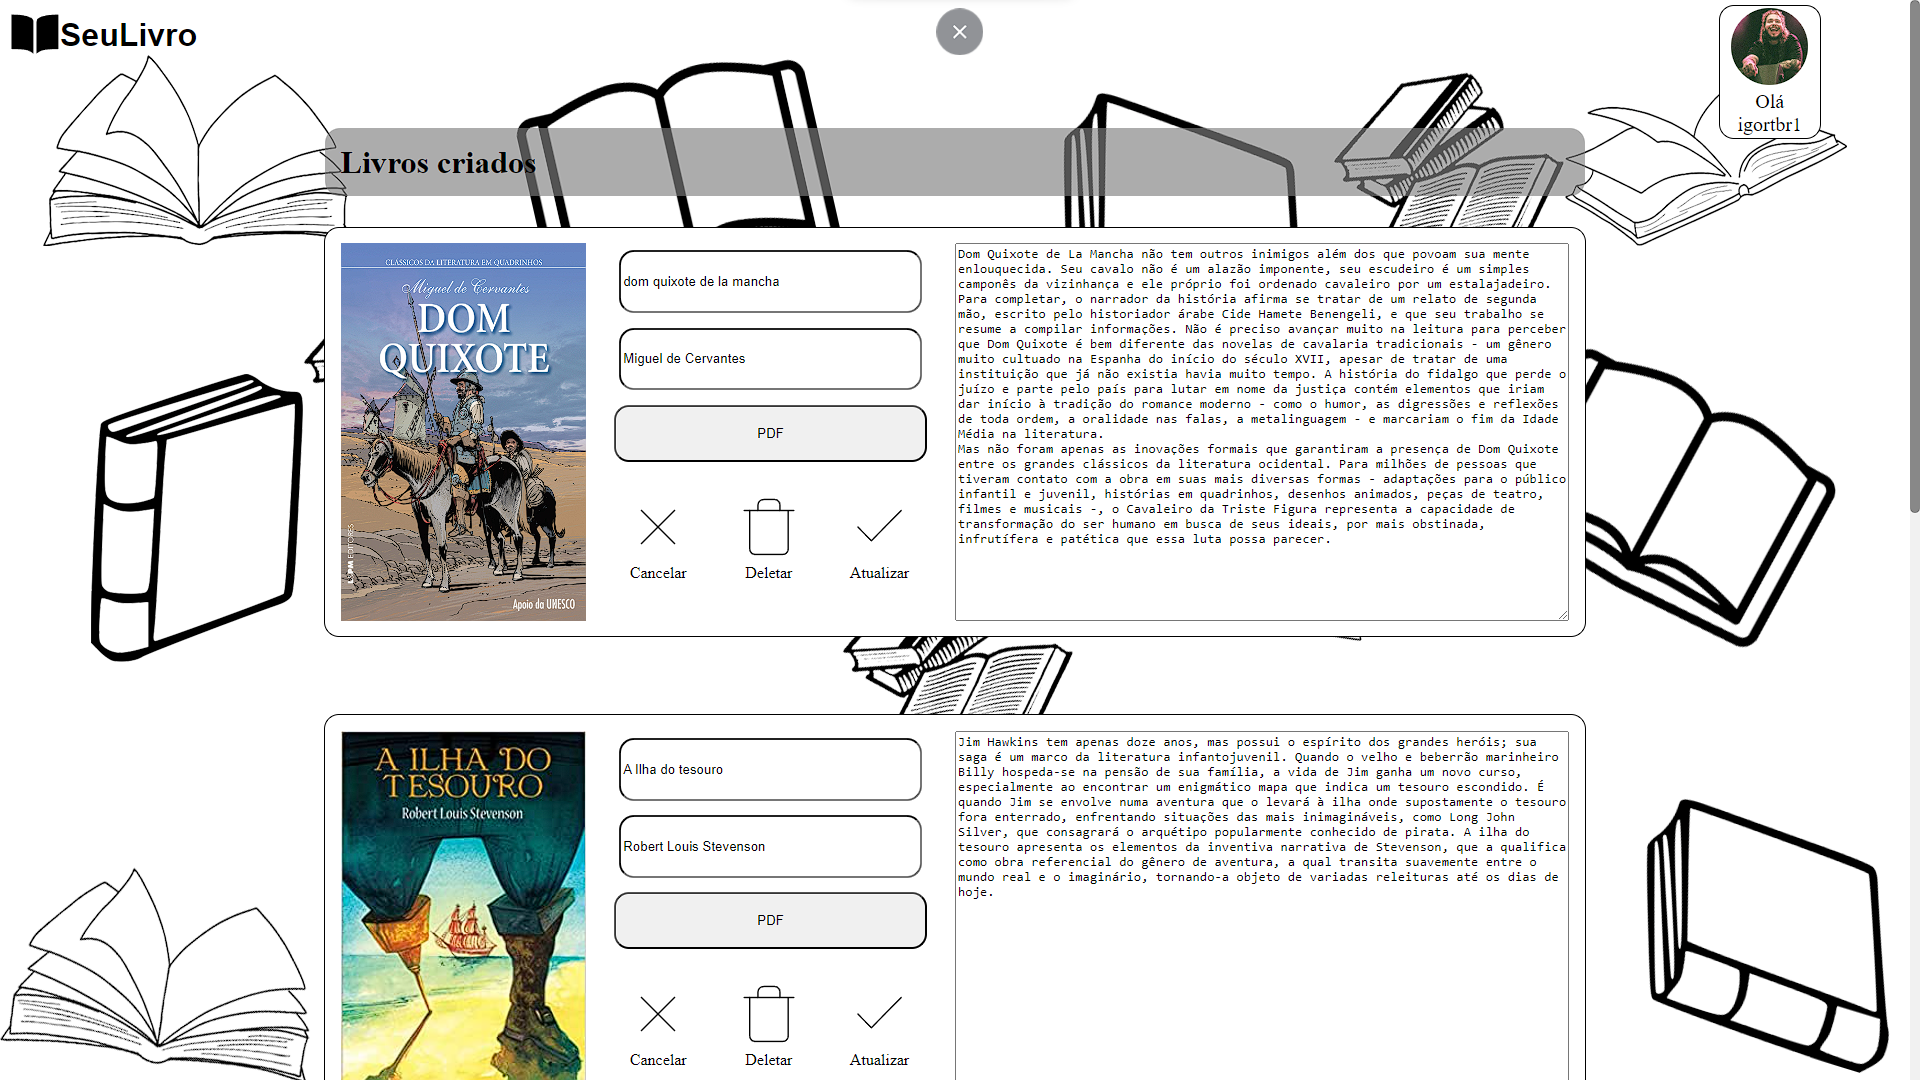 SeuLivro
Olá
igortbr1
Livros criados
CLÁSSICOS DA LITERATURA EM QUADRINHOS
Miguel de Cervantes
DOM
QUIXOTE
L&PM EDITORES
Apoio da UNESCO
dom quixote de la mancha
Miguel de Cervantes
PDF
Cancelar
Deletar
Atualizar
Dom Quixote de La Mancha não tem outros inimigos além dos que povoam sua mente
enlouquecida. Seu cavalo não é um alazão imponente, seu escudeiro é um simples
camponês da vizinhança e ele próprio foi ordenado cavaleiro por um estalajadeiro.
Para completar, o narrador da história afirma se tratar de um relato de segunda
mão, escrito pelo historiador árabe Cide Hamete Benengeli, e que seu trabalho se
resume a compilar informações. Não é preciso avançar muito na leitura para perceber
que Dom Quixote é bem diferente das novelas de cavalaria tradicionais - um gênero
muito cultuado na Espanha do início do século XVII, apesar de tratar de uma
instituição que já não existia havia muito tempo. A história do fidalgo que perde o
juízo e parte pelo país para lutar em nome da justiça contém elementos que iriam
dar início à tradição do romance moderno - como o humor, as digressões e reflexões
de toda ordem, a oralidade nas falas, a metalinguagem - e marcariam o fim da Idade
Média na literatura.
Mas não foram apenas as inovações formais que garantiram a presença de Dom Quixote
entre os grandes clássicos da literatura ocidental. Para milhões de pessoas que
tiveram contato com a obra em suas mais diversas formas - adaptações para o público
infantil e juvenil, histórias em quadrinhos, desenhos animados, peças de teatro,
filmes e musicais -, o Cavaleiro da Triste Figura representa a capacidade de
transformação do ser humano em busca de seus ideais, por mais obstinada,
infrutífera e patética que essa luta possa parecer.
A ILHA DO
TESOURO
Robert Louis Stevenson
A Ilha do tesouro
Robert Louis Stevenson
PDF
Cancelar
Deletar
Atualizar
Jim Hawkins tem apenas doze anos, mas possui o espírito dos grandes heróis; sua
saga é um marco da literatura infantojuvenil. Quando o velho e beberrão marinheiro
Billy hospeda-se na pensão de sua família, a vida de Jim ganha um novo curso,
especialmente ao encontrar um enigmático mapa que indica um tesouro escondido. É
quando Jim se envolve numa aventura que o levará à ilha onde supostamente o tesouro
fora enterrado, enfrentando situações das mais inimagináveis, como Long John
Silver, que consagrará o arquétipo popularmente conhecido de pirata. A ilha do
tesouro apresenta os elementos da inventiva narrativa de Stevenson, que a qualifica
como obra referencial do gênero de aventura, a qual transita suavemente entre o
mundo real e o imaginário, tornando-a objeto de variadas releituras até os dias de
hoje.